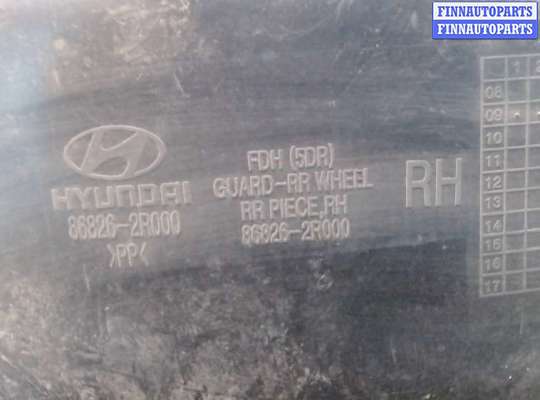 FINNAUTOPARTS
FINNAUTOPARTS
HYUNDAI
86826-2R000
>PP<
FDH (5DR)
GUARD-RR WHEEL
RR PIECE,RH
86826-2R000
RH
1 2
08
09
10
11
12
13
14
15
16
17